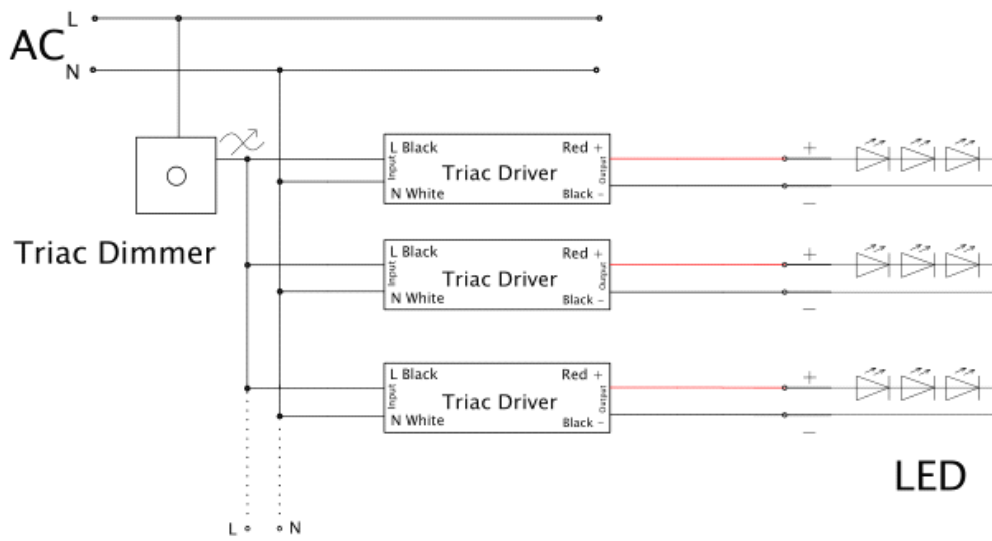 L
AC
N
L Black
Red +
Input
Triac Driver
Output
N White
Black -
+
−
Triac Dimmer
L Black
Red +
Input
Triac Driver
Output
N White
Black -
+
−
L Black
Red +
Input
Triac Driver
Output
N White
Black -
+
−
LED
L
N